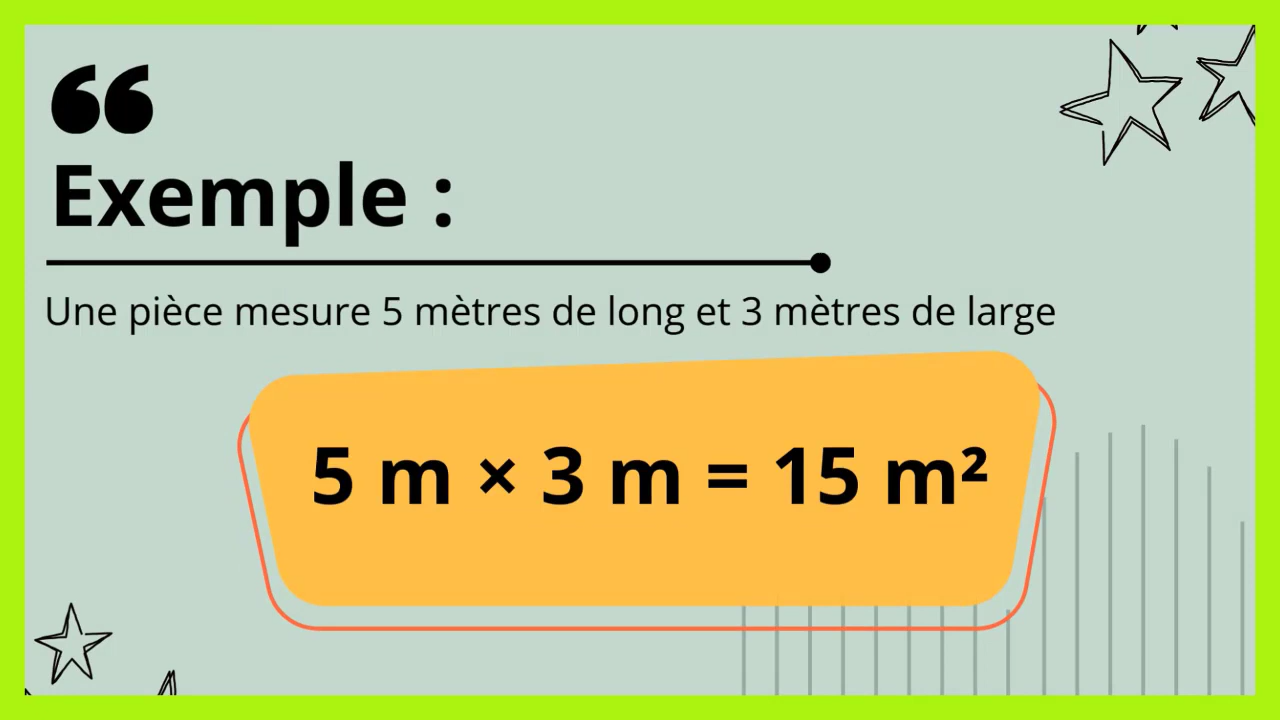 “
Exemple :
Une pièce mesure 5 mètres de long et 3 mètres de large
5 m × 3 m = 15 m²